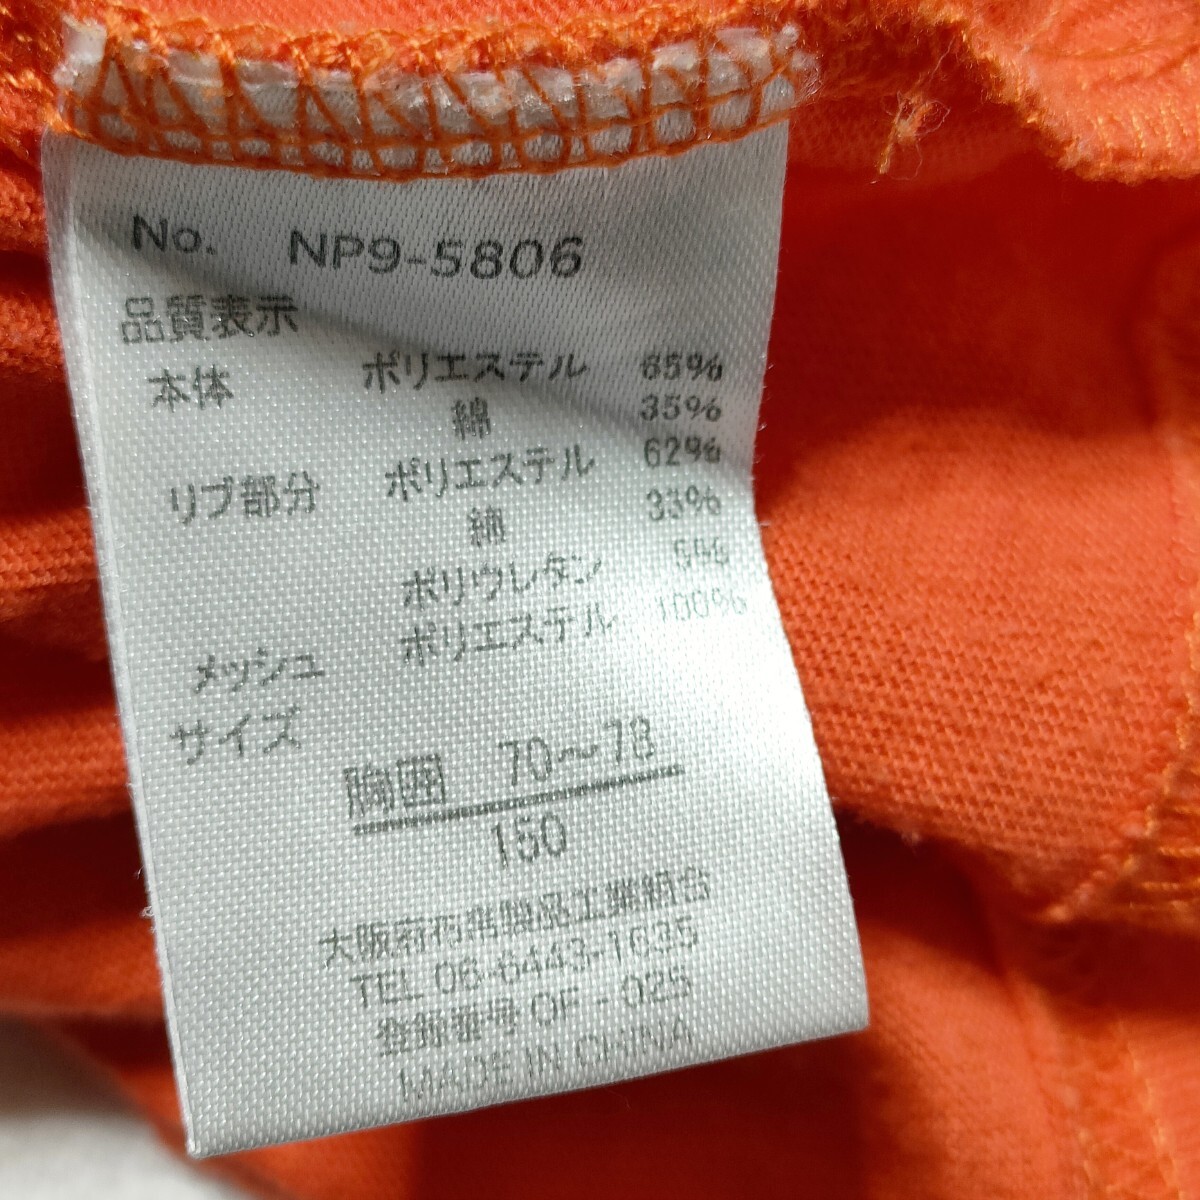 No. NP9-5806
品質表示
本体 ポリエステル 65%
綿 35%
リブ部分 ポリエステル 62%
綿 33%
ポリウレタン 5%
メッシュ ポリエステル 100%
サイズ
胸囲 70～78
150
大阪府布帛製品工業組合
TEL 06-6443-1635
登録番号 OF-025
MADE IN CHINA